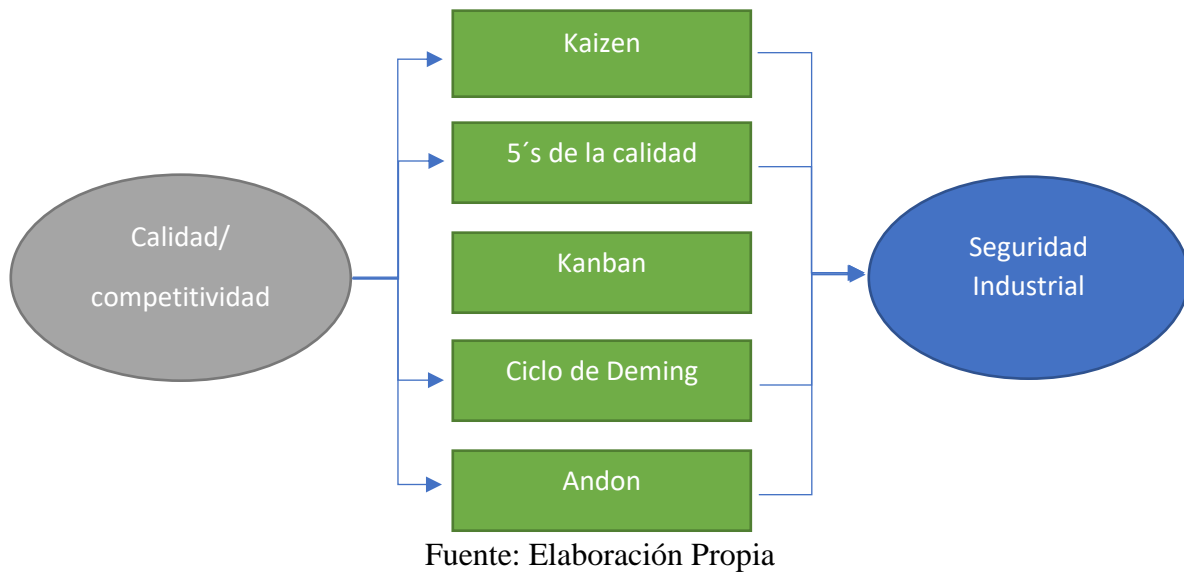 Kaizen
5´s de la calidad
Calidad/
competitividad
Kanban
Seguridad
Industrial
Ciclo de Deming
Andon
Fuente: Elaboración Propia